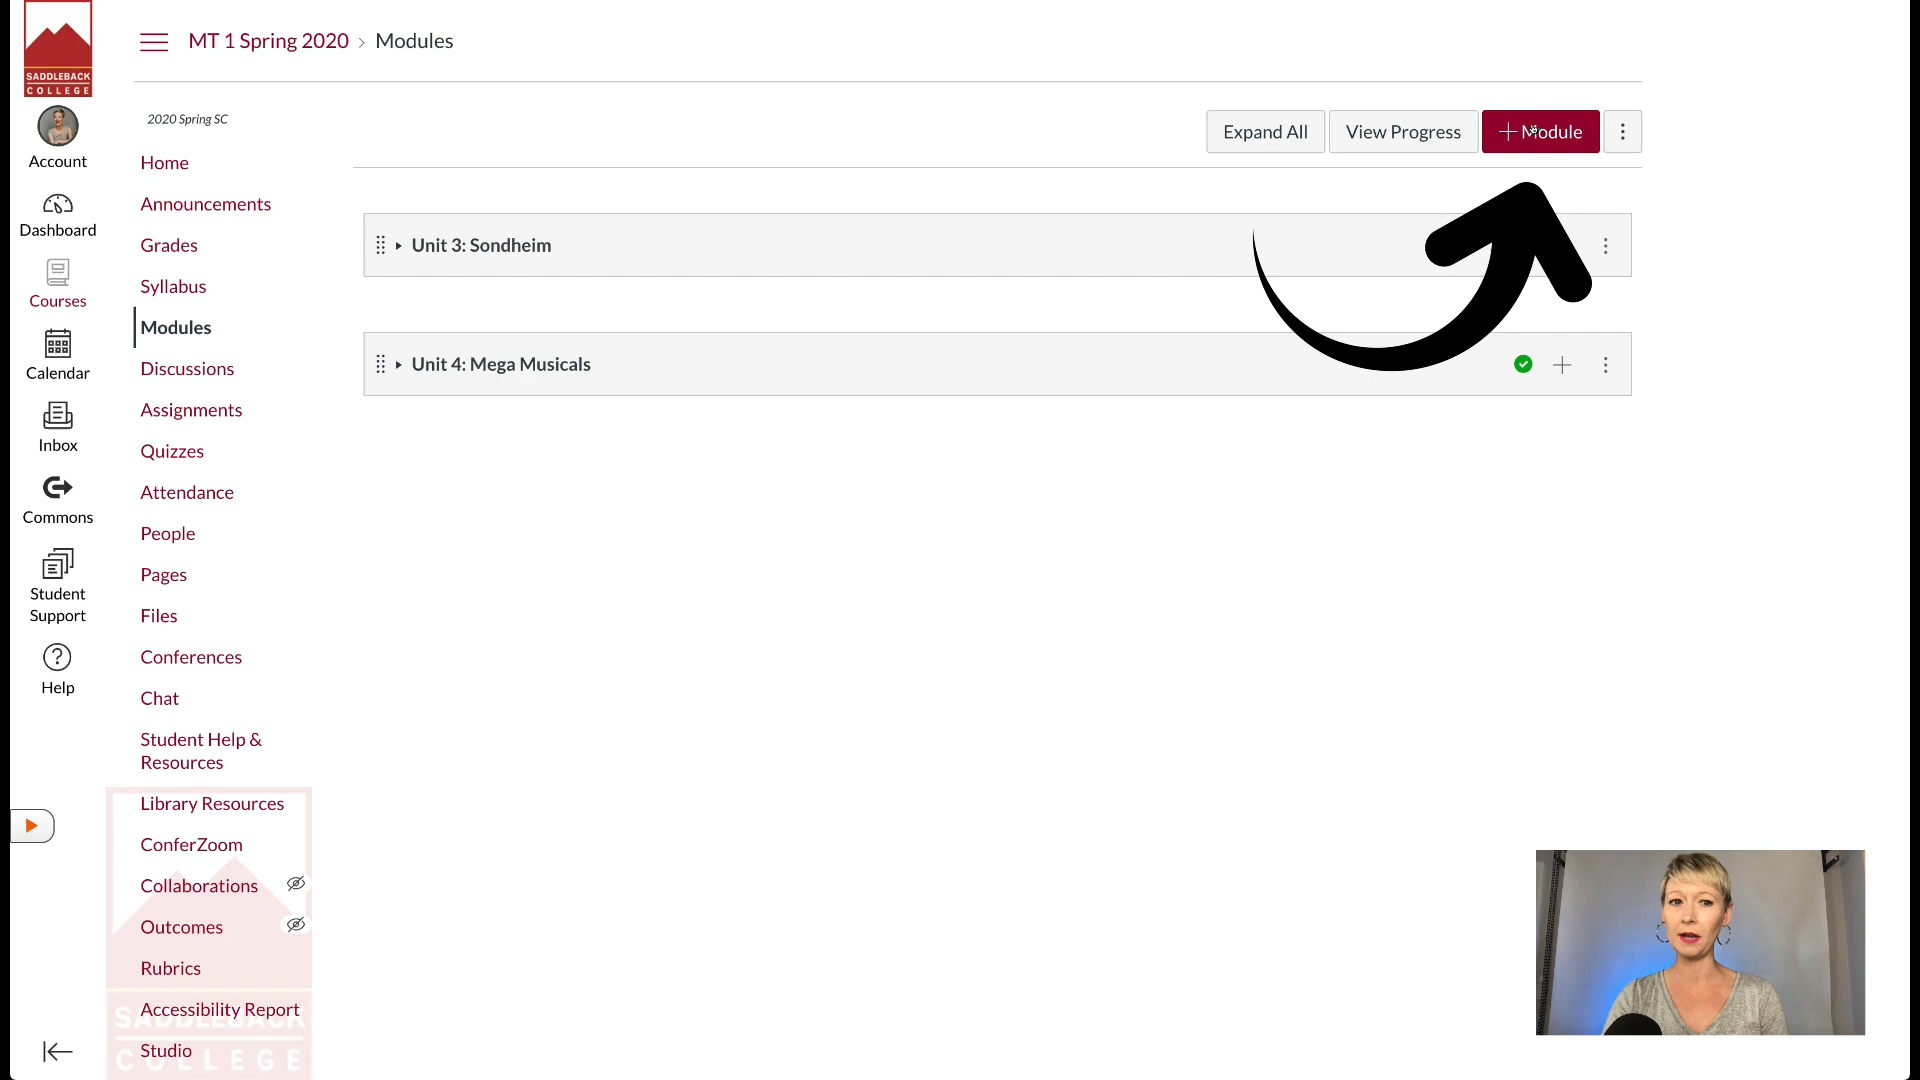 SADDLEBACK
COLLEGE
Account
Dashboard
Courses
Calendar
Inbox
Commons
Student
Support
Help
MT 1 Spring 2020 › Modules
2020 Spring SC
Home
Announcements
Grades
Syllabus
Modules
Discussions
Assignments
Quizzes
Attendance
People
Pages
Files
Conferences
Chat
Student Help &
Resources
Library Resources
ConferZoom
Collaborations
Outcomes
Rubrics
Accessibility Report
Studio
SADDLEBACK
COLLEGE
Expand All
View Progress
+ Module
Unit 3: Sondheim
Unit 4: Mega Musicals